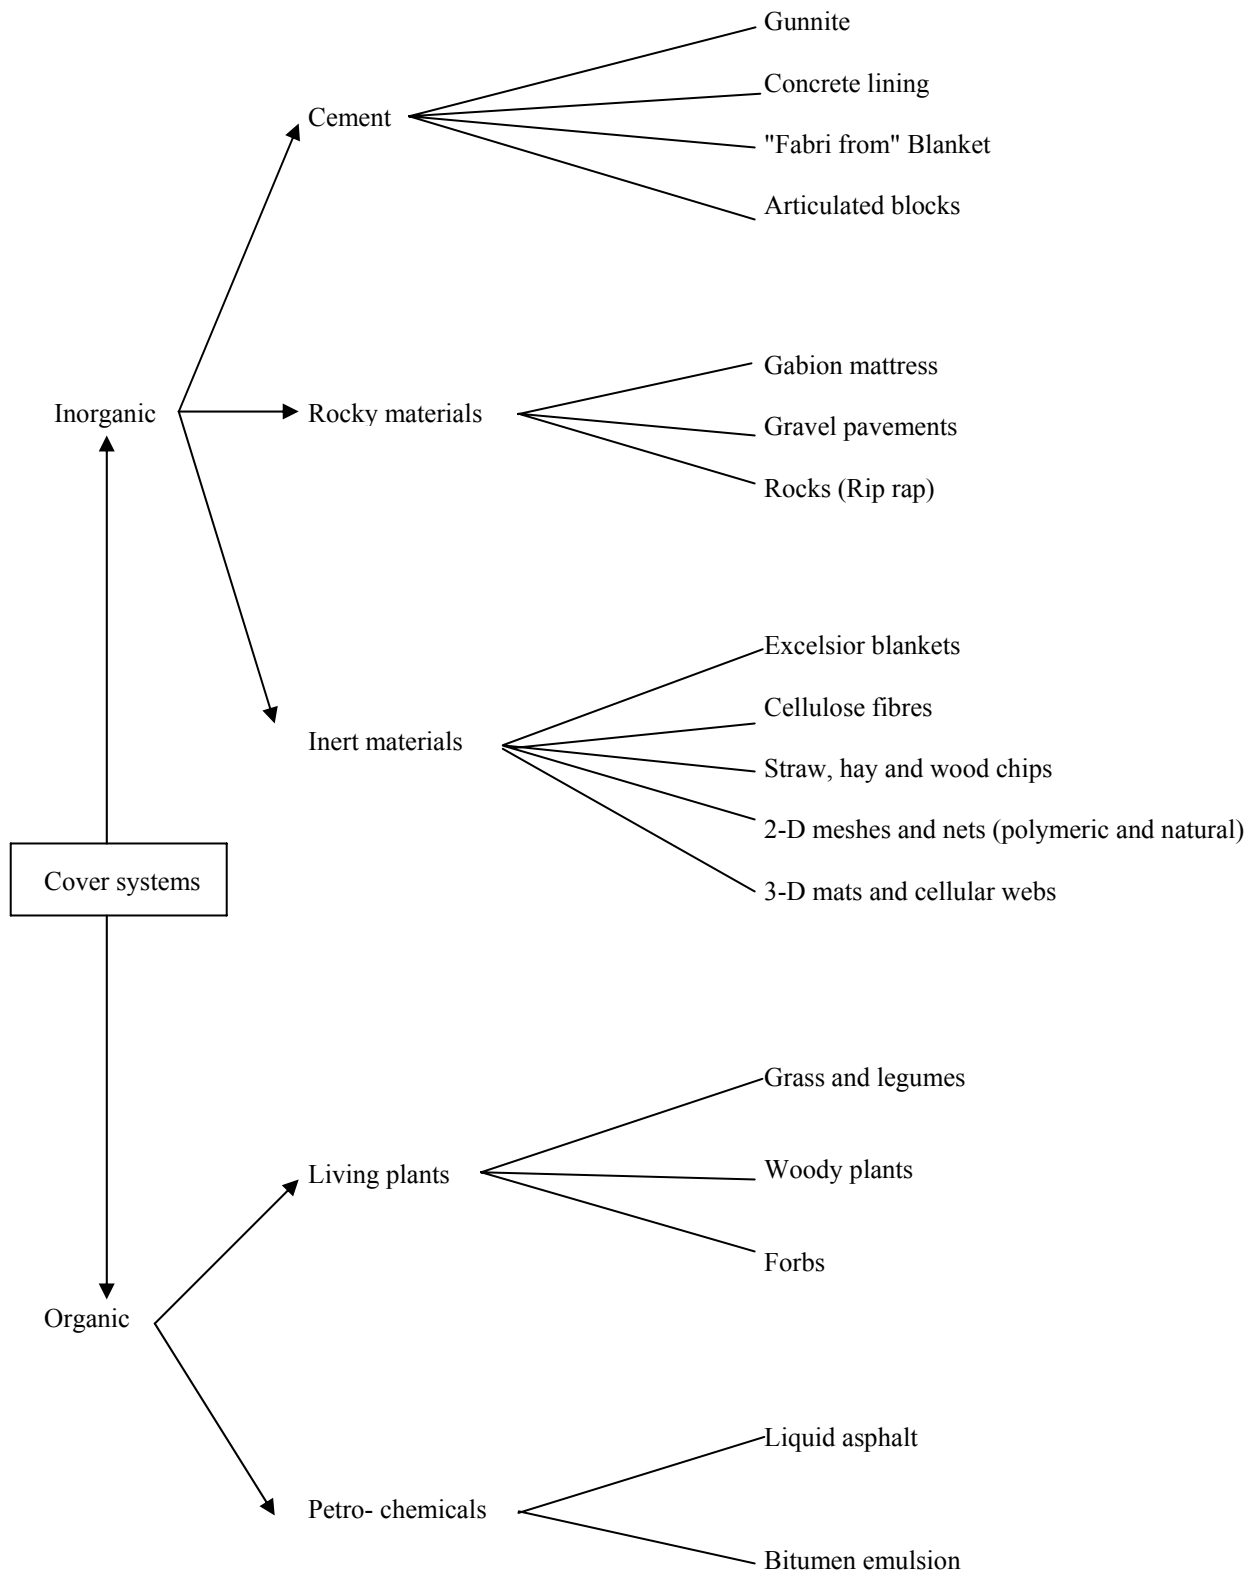 Gunnite
Concrete lining
Cement
"Fabri from" Blanket
Articulated blocks
Gabion mattress
Inorganic
Rocky materials
Gravel pavements
Rocks (Rip rap)
Excelsior blankets
Cellulose fibres
Inert materials
Straw, hay and wood chips
2-D meshes and nets (polymeric and natural)
Cover systems
3-D mats and cellular webs
Grass and legumes
Living plants
Woody plants
Forbs
Organic
Liquid asphalt
Petro- chemicals
Bitumen emulsion